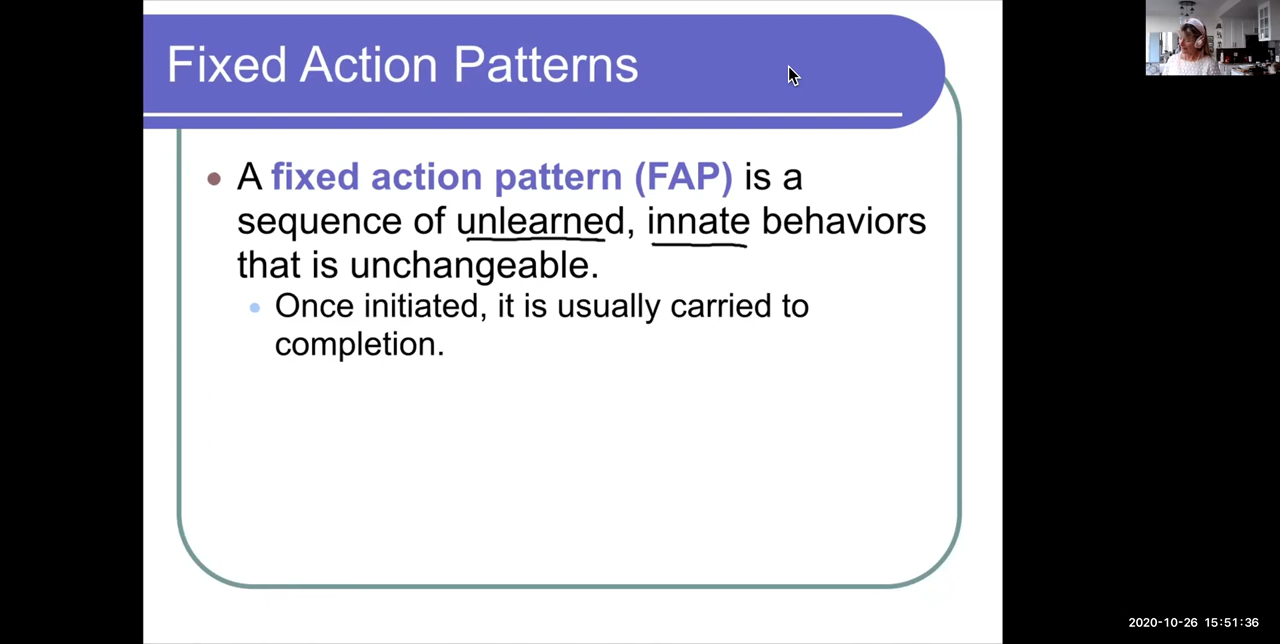 Fixed Action Patterns
A fixed action pattern (FAP) is a
sequence of unlearned, innate behaviors
that is unchangeable.
Once initiated, it is usually carried to
completion.
2020-10-26 15:51:36